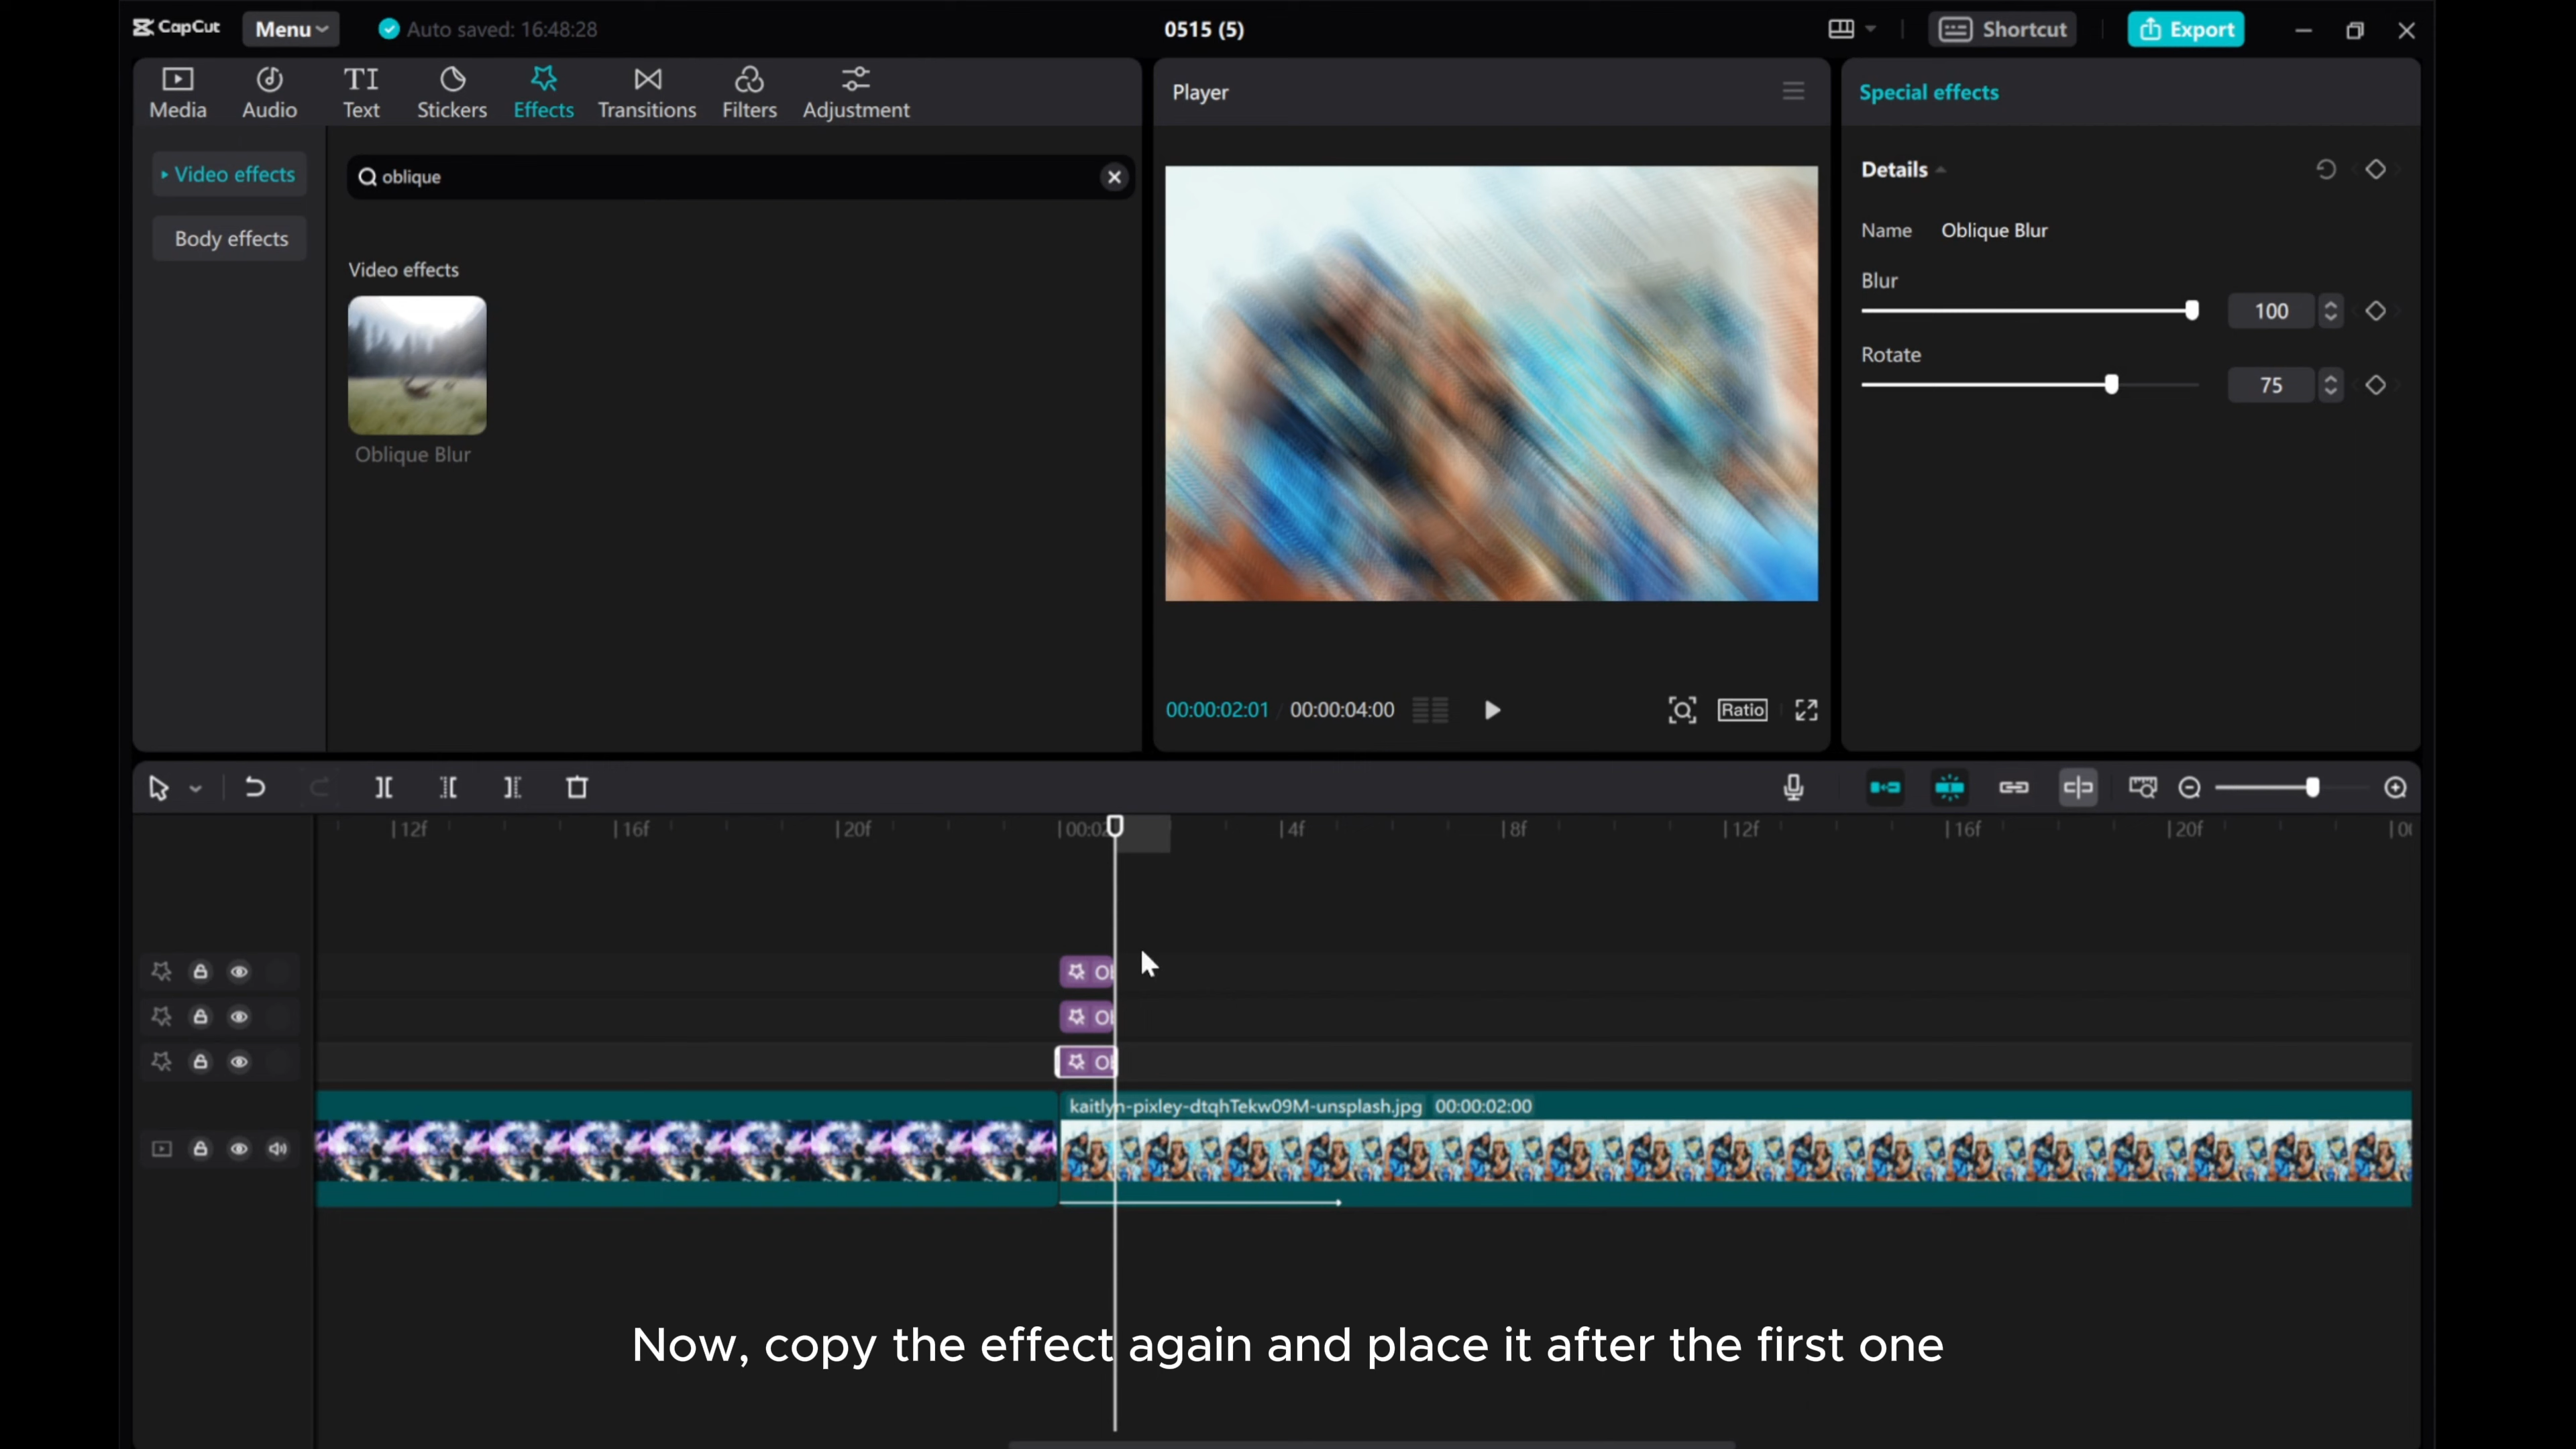 CapCut
Menu
Auto saved: 16:48:28
0515 (5)
Shortcut
Export
Media
Audio
TI
Text
Stickers
Effects
Transitions
Filters
Adjustment
Player
Special effects
Video effects
oblique
Body effects
Video effects
Oblique Blur
Details
Name Oblique Blur
Blur
100
Rotate
75
00:00:02:01 / 00:00:04:00
Ratio
12f
16f
20f
00:02
4f
8f
12f
16f
20f
Ob
Ob
Ob
kaitlyn-pixley-dtqhTekw09M-unsplash.jpg 00:00:02:00
Now, copy the effect again and place it after the first one